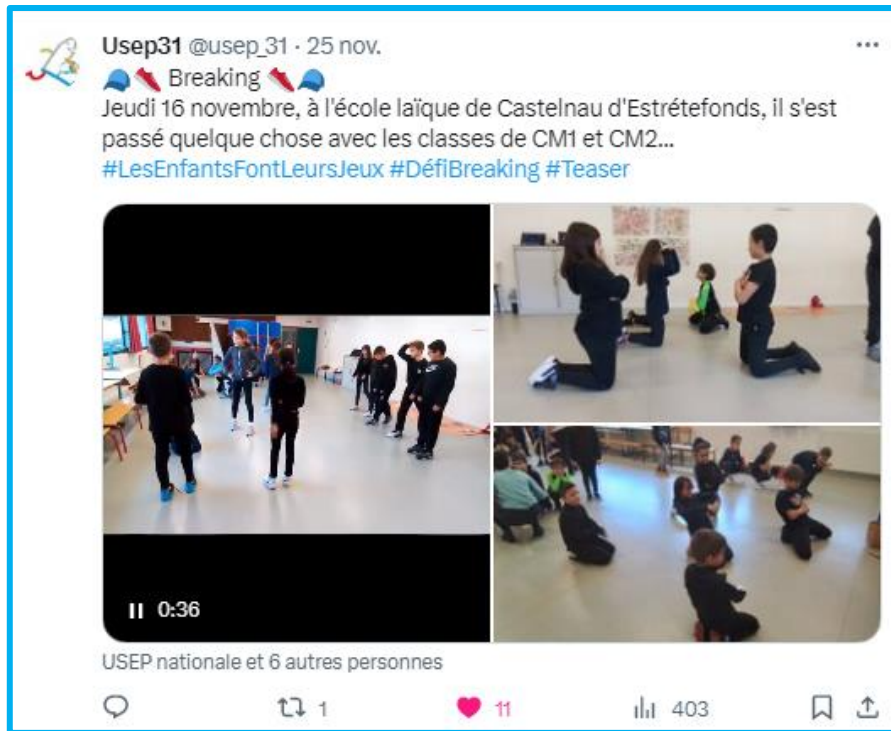 Usep31 @usep_31 · 25 nov.
🧢👟 Breaking 👟🧢
Jeudi 16 novembre, à l'école laïque de Castelnau d'Estrétefonds, il s'est
passé quelque chose avec les classes de CM1 et CM2...
#LesEnfantsFontLeursJeux #DéfiBreaking #Teaser
0:36
USEP nationale et 6 autres personnes
1 11 403